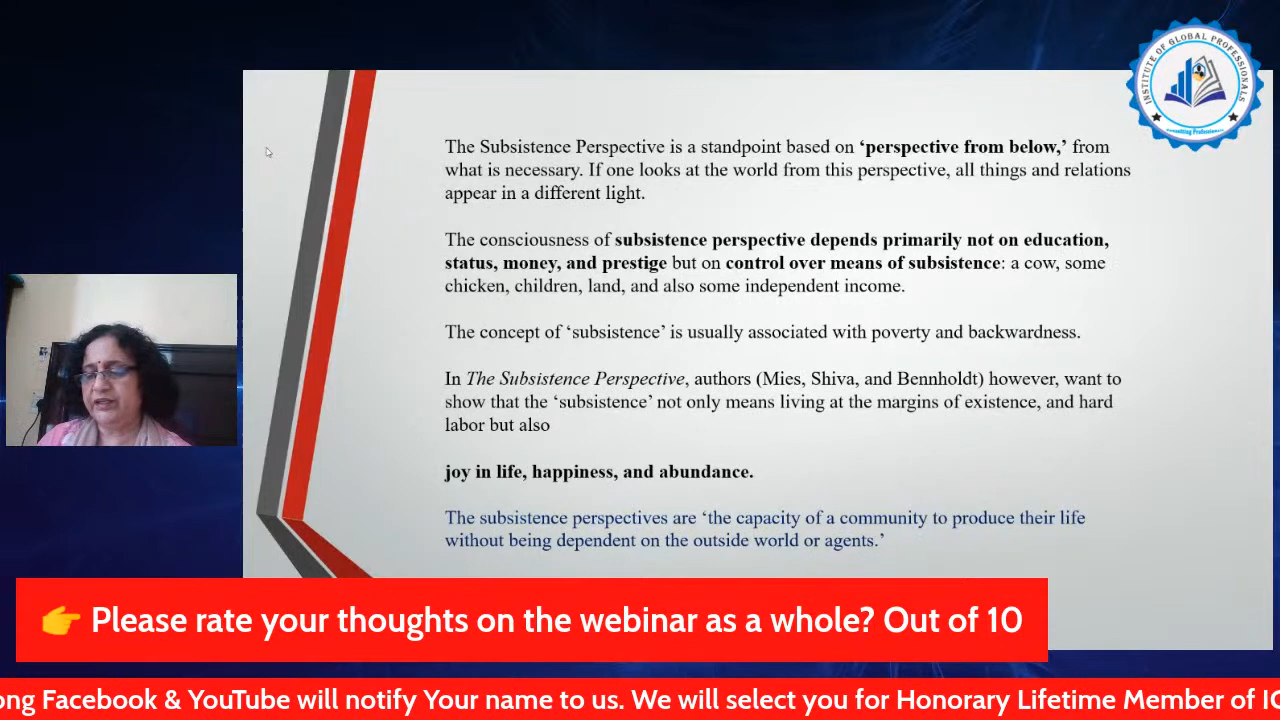 INSTITUTE OF GLOBAL PROFESSIONALS
The Subsistence Perspective is a standpoint based on ‘perspective from below,’ from
what is necessary. If one looks at the world from this perspective, all things and relations
appear in a different light.
The consciousness of subsistence perspective depends primarily not on education,
status, money, and prestige but on control over means of subsistence: a cow, some
chicken, children, land, and also some independent income.
The concept of ‘subsistence’ is usually associated with poverty and backwardness.
In The Subsistence Perspective, authors (Mies, Shiva, and Bennholdt) however, want to
show that the ‘subsistence’ not only means living at the margins of existence, and hard
labor but also
joy in life, happiness, and abundance.
The subsistence perspectives are ‘the capacity of a community to produce their life
without being dependent on the outside world or agents.’
👉 Please rate your thoughts on the webinar as a whole? Out of 10
ong Facebook & YouTube will notify Your name to us. We will select you for Honorary Lifetime Member of